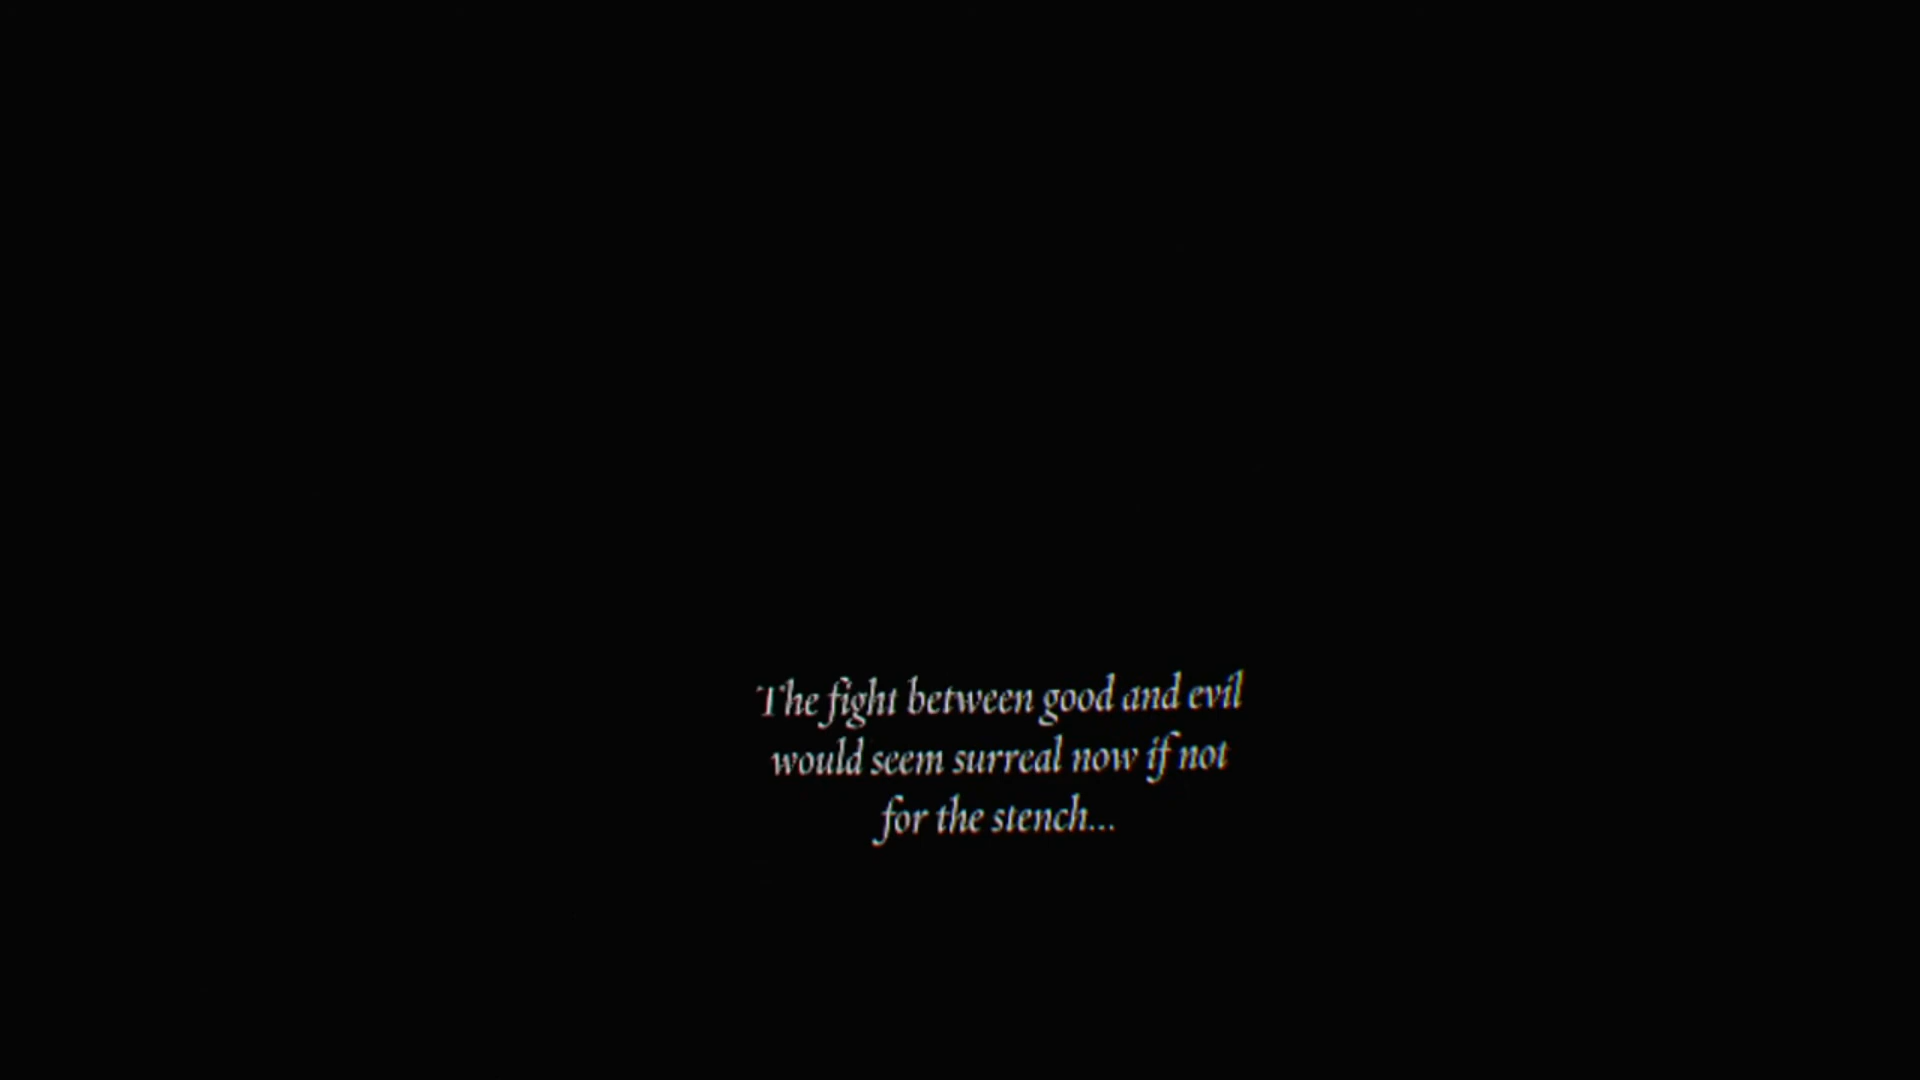 The fight between good and evil
would seem surreal now if not
for the stench...